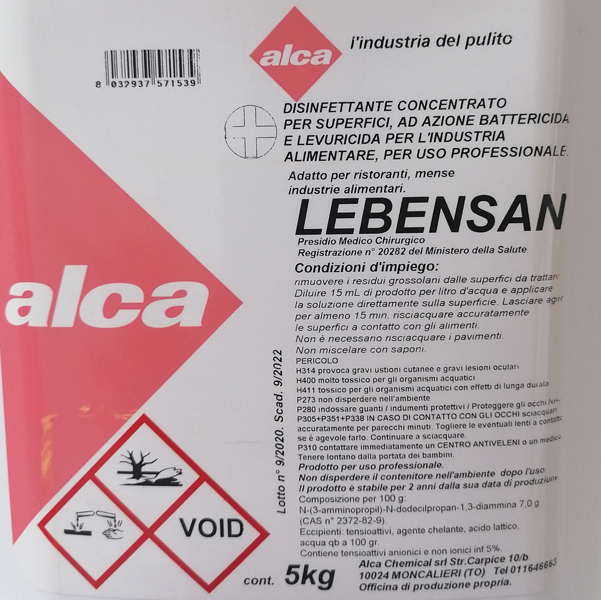 alca
l'industria del pulito
8 032937 571539
DISINFETTANTE CONCENTRATO
PER SUPERFICI, AD AZIONE BATTERICIDA
E LEVURICIDA PER L'INDUSTRIA
ALIMENTARE, PER USO PROFESSIONALE.
Adatto per ristoranti, mense
industrie alimentari.
LEBENSAN
Presidio Medico Chirurgico
Registrazione n° 20282 del Ministero della Salute
Condizioni d'impiego:
rimuovere i residui grossolani dalle superfici da trattare
Diluire 15 mL di prodotto per litro d'acqua e applicare
la soluzione direttamente sulla superficie. Lasciare agire
per almeno 15 min. risciacquare accuratamente
le superfici a contatto con gli alimenti.
Non è necessario risciacquare i pavimenti.
Non miscelare con saponi.
PERICOLO
H314 provoca gravi ustioni cutanee e gravi lesioni oculari
H400 molto tossico per gli organismi acquatici
H411 tossico per gli organismi acquatici con effetti di lunga durata
P273 non disperdere nell'ambiente
P280 indossare guanti / indumenti protettivi / Proteggere gli occhi
P305+P351+P338 IN CASO DI CONTATTO CON GLI OCCHI sciacquare
accuratamente per parecchi minuti. Togliere le eventuali lenti a contatto
se è agevole farlo. Continuare a sciacquare.
P310 contattare immediatamente un CENTRO ANTIVELENI o un medico
Tenere lontano dalla portata dei bambini.
Prodotto per uso professionale.
Non disperdere il contenitore nell'ambiente dopo l'uso.
Il prodotto è stabile per 2 anni dalla sua data di produzione
Composizione per 100 g:
N-(3-amminopropil)-N-dodecilpropan-1,3-diammina 7,0 g
(CAS n° 2372-82-9).
Eccipienti: tensioattivi, agente chelante, acido lattico,
acqua qb a 100 gr.
Contiene tensioattivi anionici e non ionici inf 5%.
Alca Chemical srl Str.Carpice 10/b
10024 MONCALIERI (TO) Tel 011646663
Officina di produzione propria.
cont. 5kg
Lotto n° 9/2020. Scad. 9/2022
alca
VOID